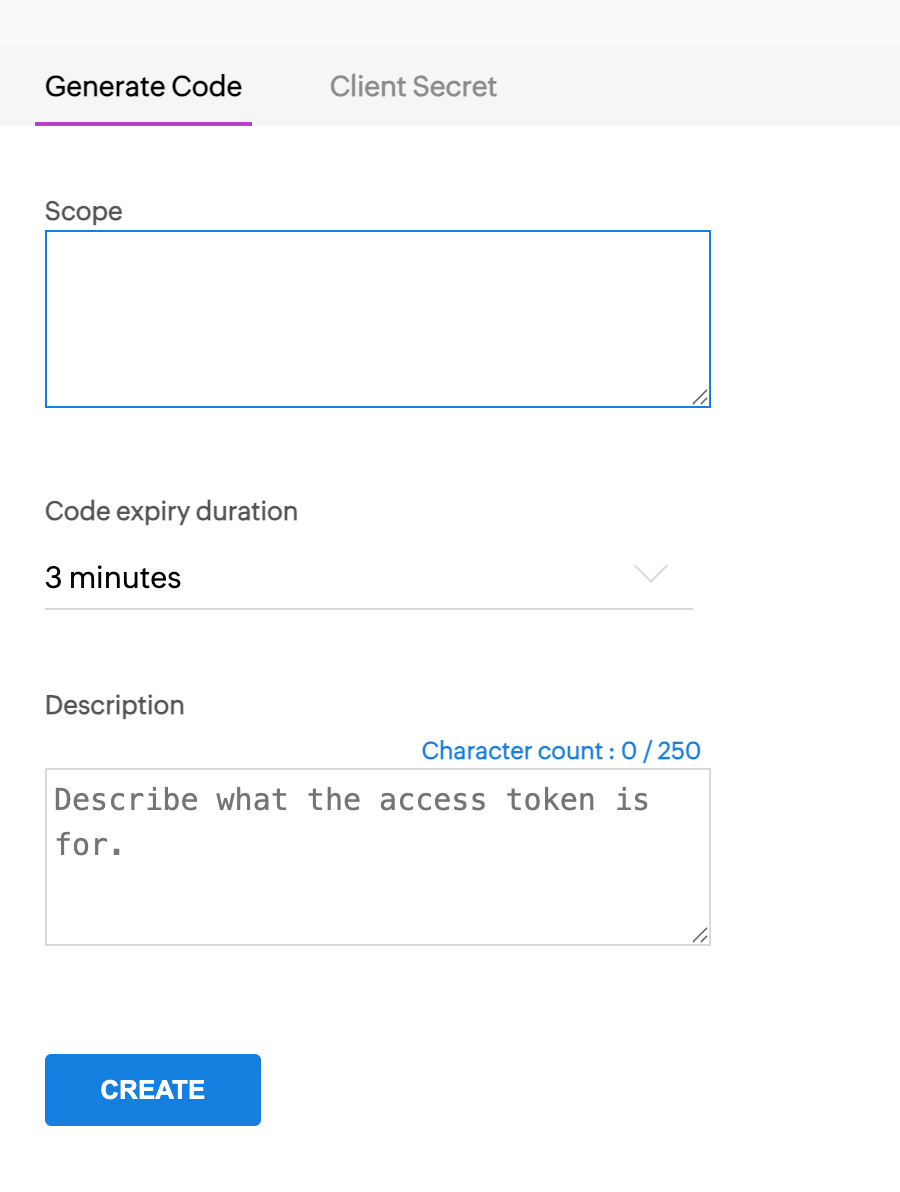 Generate Code
Client Secret
Scope
Code expiry duration
3 minutes
Description
Character count : 0 / 250
Describe what the access token is
for.
CREATE